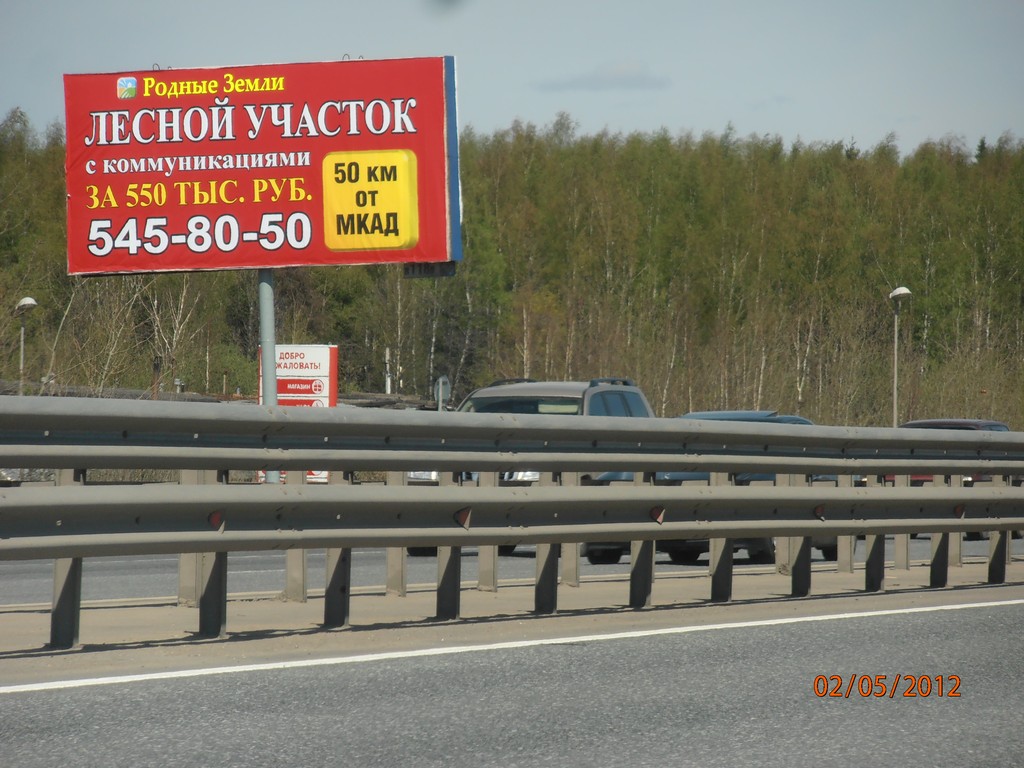 Родные Земли
ЛЕСНОЙ УЧАСТОК
с коммуникациями
ЗА 550 ТЫС. РУБ.
545-80-50
50 км
от
МКАД
ДОБРО
ЖАЛОВАТЬ!
МАГАЗИН
02/05/2012